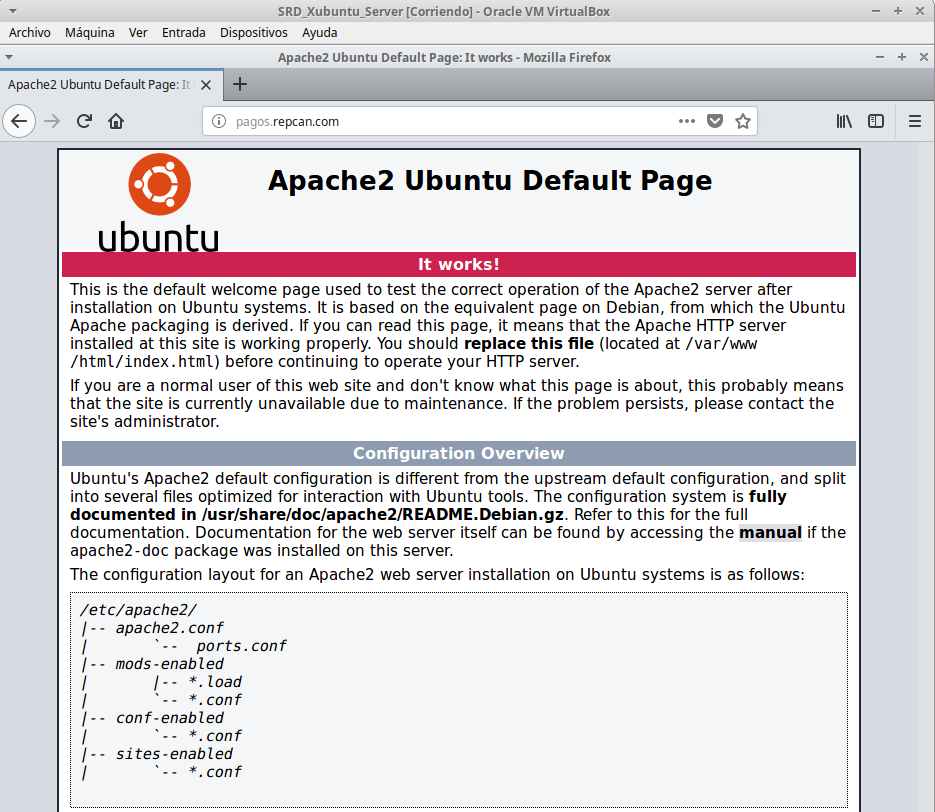 SRD_Xubuntu_Server [Corriendo] - Oracle VM VirtualBox
Archivo Máquina Ver Entrada Dispositivos Ayuda
Apache2 Ubuntu Default Page: It works - Mozilla Firefox
Apache2 Ubuntu Default Page: It
pagos.repcan.com
ubuntu
Apache2 Ubuntu Default Page
It works!
This is the default welcome page used to test the correct operation of the Apache2 server after
installation on Ubuntu systems. It is based on the equivalent page on Debian, from which the Ubuntu
Apache packaging is derived. If you can read this page, it means that the Apache HTTP server
installed at this site is working properly. You should replace this file (located at /var/www
/html/index.html) before continuing to operate your HTTP server.
If you are a normal user of this web site and don't know what this page is about, this probably means
that the site is currently unavailable due to maintenance. If the problem persists, please contact the
site's administrator.
Configuration Overview
Ubuntu's Apache2 default configuration is different from the upstream default configuration, and split
into several files optimized for interaction with Ubuntu tools. The configuration system is fully
documented in /usr/share/doc/apache2/README.Debian.gz. Refer to this for the full
documentation. Documentation for the web server itself can be found by accessing the manual if the
apache2-doc package was installed on this server.
The configuration layout for an Apache2 web server installation on Ubuntu systems is as follows:
/etc/apache2/
|-- apache2.conf
|       `--  ports.conf
|-- mods-enabled
|       |-- *.load
|       `-- *.conf
|-- conf-enabled
|       `-- *.conf
|-- sites-enabled
|       `-- *.conf